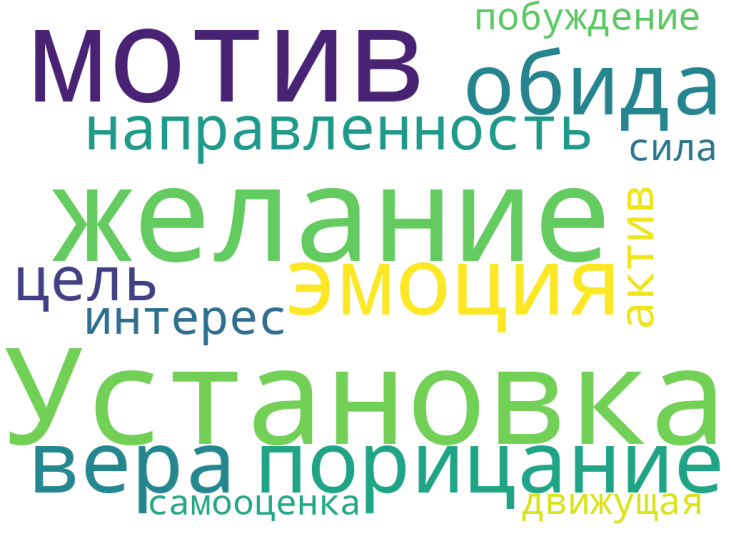 побуждение
мотив
обида
направленность
сила
желание
актив
цель
эмоция
интерес
Установка
вера
порицание
самооценка
движущая